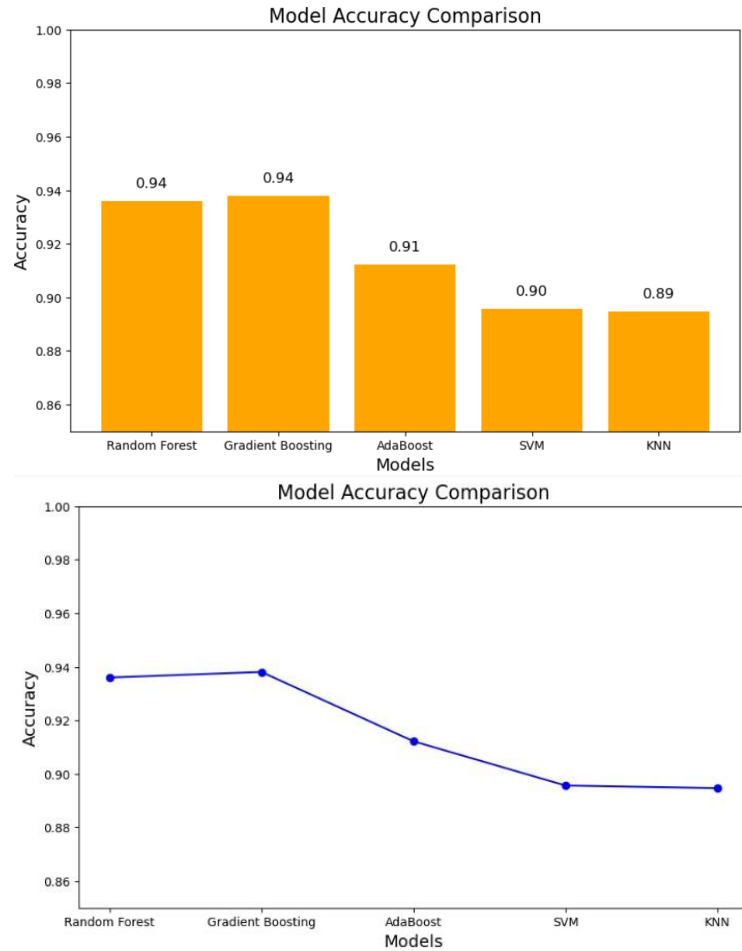 Model Accuracy Comparison
1.00
0.98
0.96
0.94
0.92
0.90
0.88
0.86
Accuracy
0.94
0.94
0.91
0.90
0.89
Random Forest Gradient Boosting AdaBoost SVM KNN
Models
Model Accuracy Comparison
1.00
0.98
0.96
0.94
0.92
0.90
0.88
0.86
Accuracy
Random Forest Gradient Boosting AdaBoost SVM KNN
Models